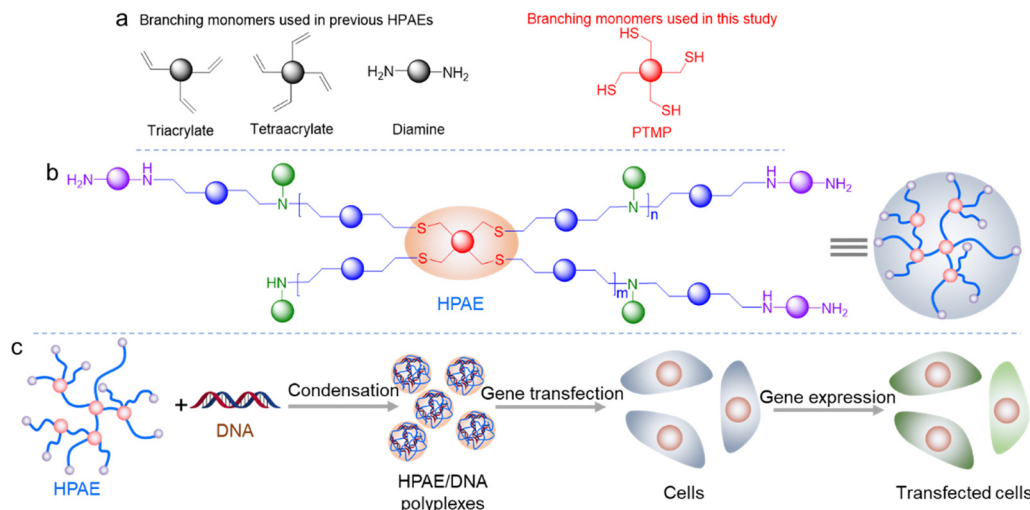 a Branching monomers used in previous HPAEs
Branching monomers used in this study
H₂N NH₂
HS
SH
HS
SH
Triacrylate Tetraacrylate Diamine PTMP
b
H₂N
H
N
N
n
S
S
N
n
H
N
NH₂
S
S
HN
m
N
H
N
NH₂
HPAE
c
HPAE
+
DNA
Condensation
HPAE/DNA
polyplexes
Gene transfection
Cells
Gene expression
Transfected cells